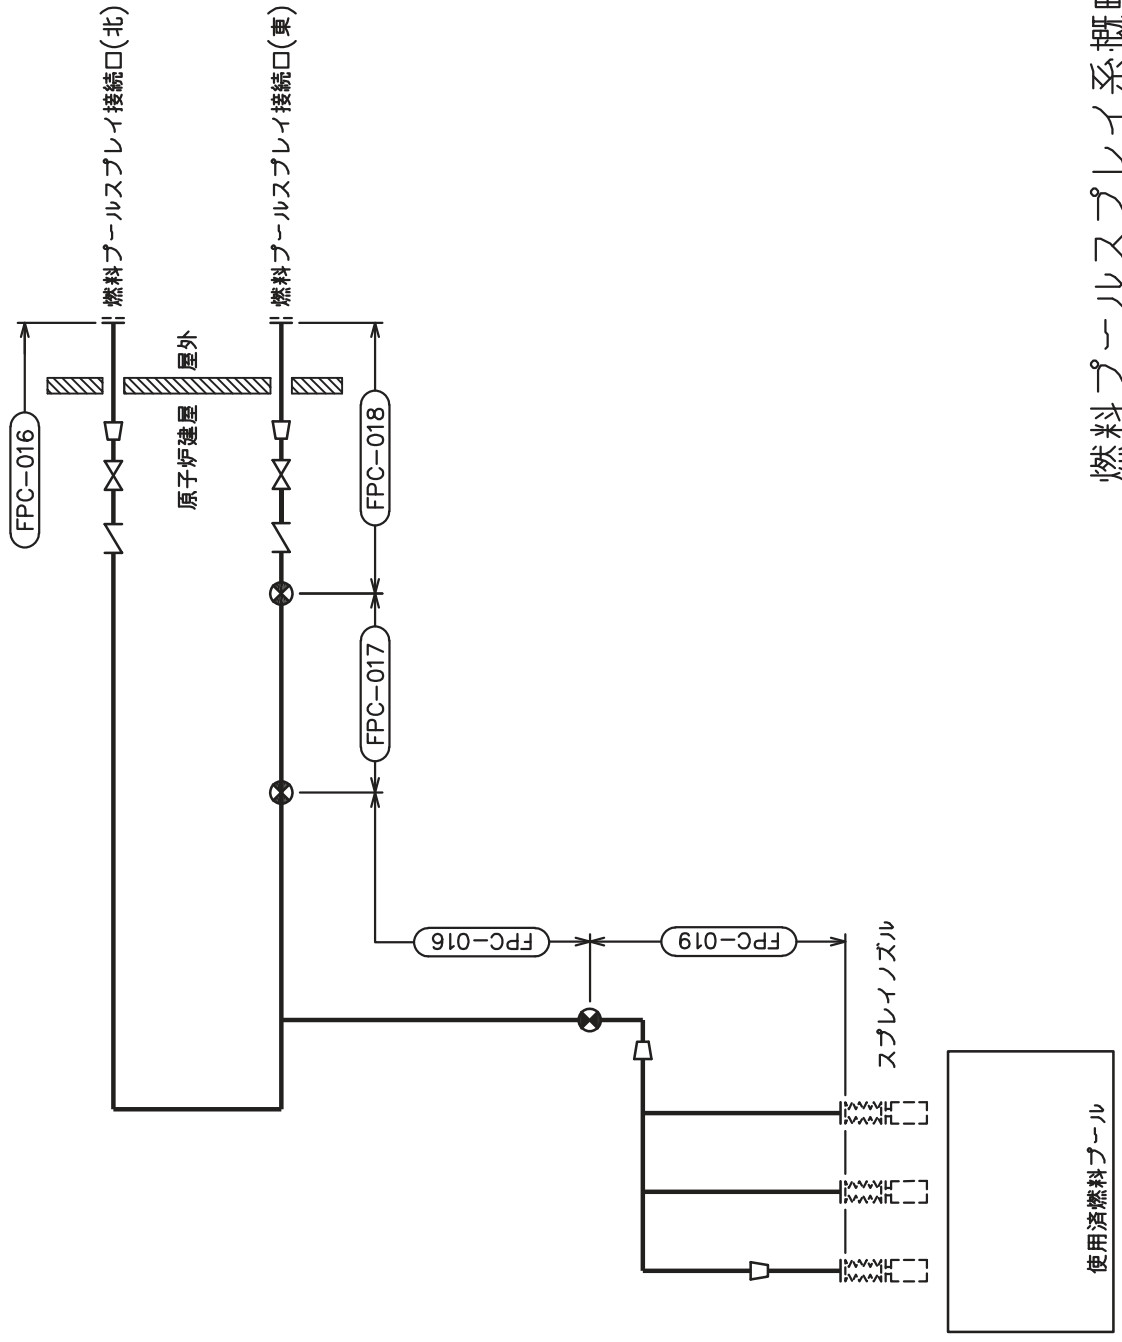 燃料プールスプレイ接続口(北)
燃料プールスプレイ接続口(東)
屋外
原子炉建屋
FPC-016
FPC-018
FPC-017
FPC-016
FPC-019
スプレイノズル
使用済燃料プール
燃料プールスプレイ系概